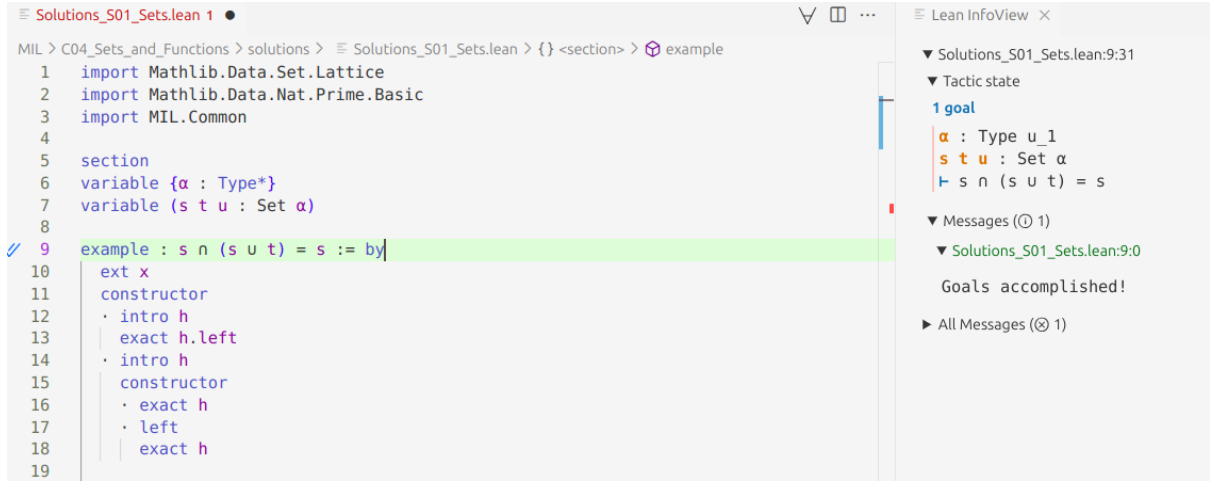 Solutions_S01_Sets.lean 1 ●
MIL > C04_Sets_and_Functions > solutions > Solutions_S01_Sets.lean > {} <section> > example
1 import Mathlib.Data.Set.Lattice
2 import Mathlib.Data.Nat.Prime.Basic
3 import MIL.Common
4
5 section
6 variable {α : Type*}
7 variable (s t u : Set α)
8
9 example : s ∩ (s ∪ t) = s := by
10 ext x
11 constructor
12 · intro h
13 exact h.left
14 · intro h
15 constructor
16 · exact h
17 · left
18 exact h
19
Lean InfoView ×
▼ Solutions_S01_Sets.lean:9:31
▼ Tactic state
1 goal
α : Type u_1
s t u : Set α
⊢ s ∩ (s ∪ t) = s
▼ Messages (ⓘ 1)
▼ Solutions_S01_Sets.lean:9:0
Goals accomplished!
▶ All Messages (ⓧ 1)